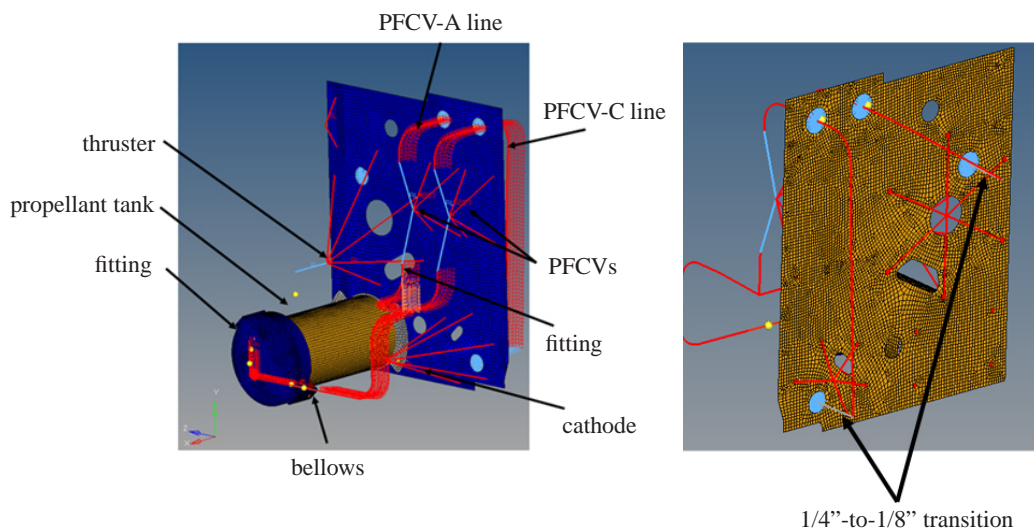 PFCV-A line
PFCV-C line
thruster
propellant tank
fitting
PFCVs
fitting
cathode
bellows
Y
Z
X
1/4”-to-1/8” transition